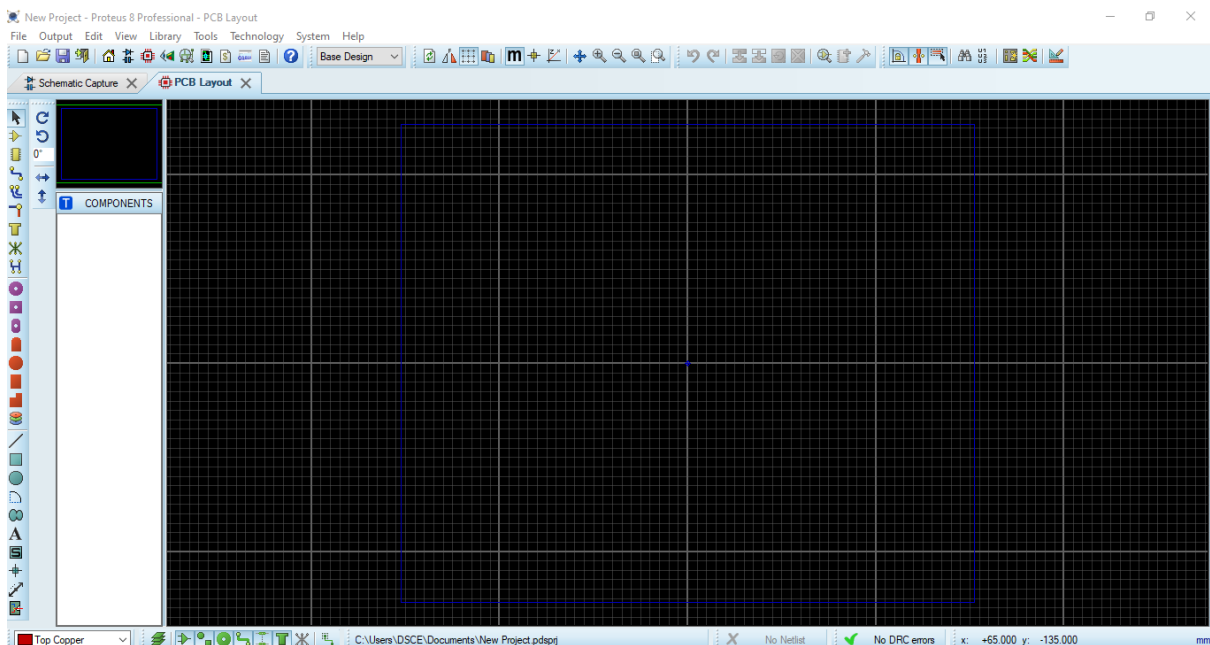 New Project - Proteus 8 Professional - PCB Layout
File Output Edit View Library Tools Technology System Help
Base Design
Schematic Capture PCB Layout
0°
COMPONENTS
Top Copper C:\Users\DSCE\Documents\New Project.pdsprj No Netlist No DRC errors x: +65.000 y: -135.000 mm